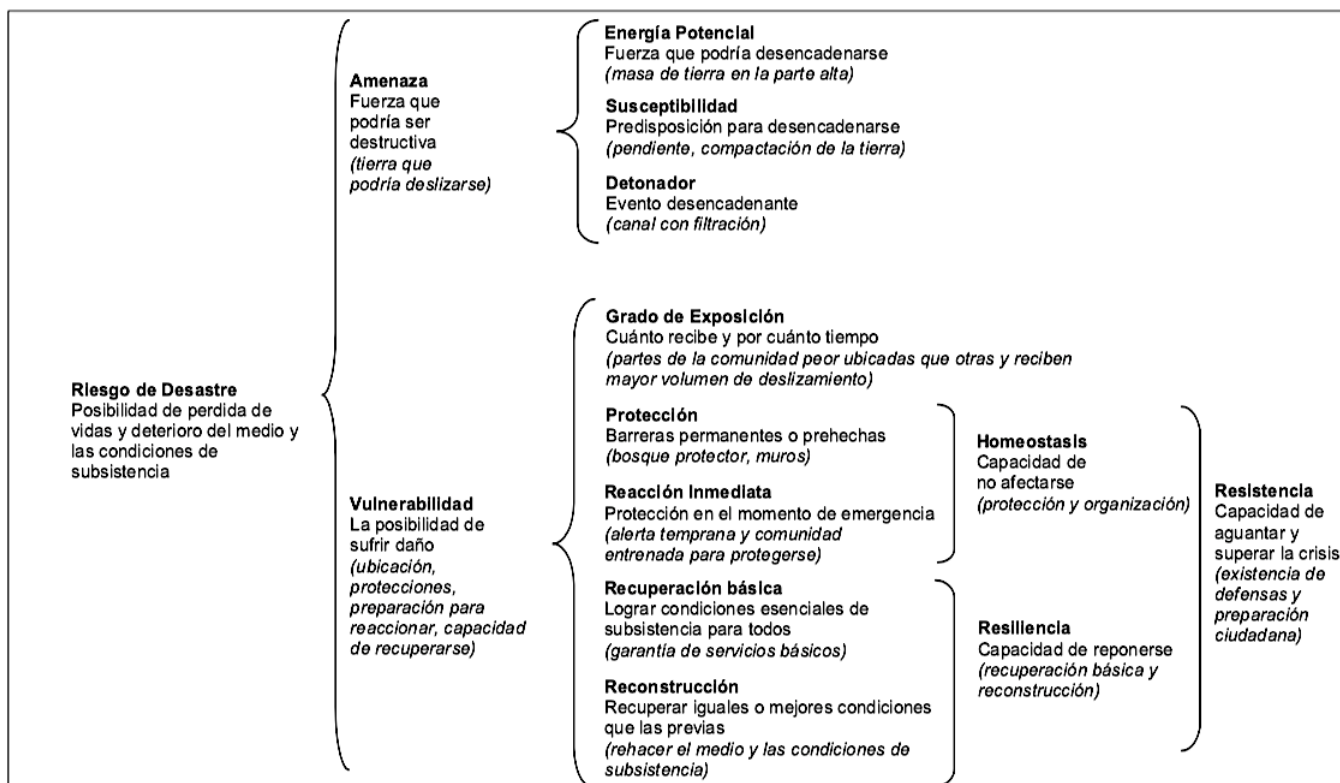 Riesgo de Desastre
Posibilidad de perdida de
vidas y deterioro del medio y
las condiciones de
subsistencia
Amenaza
Fuerza que
podría ser
destructiva
(tierra que
podría deslizarse)
Energía Potencial
Fuerza que podría desencadenarse
(masa de tierra en la parte alta)
Susceptibilidad
Predisposición para desencadenarse
(pendiente, compactación de la tierra)
Detonador
Evento desencadenante
(canal con filtración)
Vulnerabilidad
La posibilidad de
sufrir daño
(ubicación,
protecciones,
preparación para
reaccionar, capacidad
de recuperarse)
Grado de Exposición
Cuánto recibe y por cuánto tiempo
(partes de la comunidad peor ubicadas que otras y reciben
mayor volumen de deslizamiento)
Protección
Barreras permanentes o prehechas
(bosque protector, muros)
Reacción Inmediata
Protección en el momento de emergencia
(alerta temprana y comunidad
entrenada para protegerse)
Recuperación básica
Lograr condiciones esenciales de
subsistencia para todos
(garantía de servicios básicos)
Reconstrucción
Recuperar iguales o mejores condiciones
que las previas
(rehacer el medio y las condiciones de
subsistencia)
Homeostasis
Capacidad de
no afectarse
(protección y organización)
Resiliencia
Capacidad de reponerse
(recuperación básica y
reconstrucción)
Resistencia
Capacidad de
aguantar y
superar la crisis
(existencia de
defensas y
preparación
ciudadana)